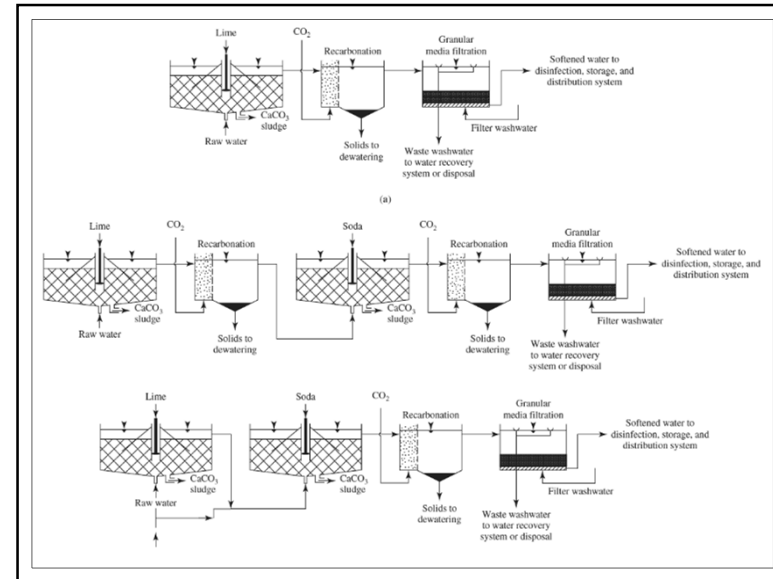 Lime
CO2
Recarbonation
Granular
media filtration
Softened water to
disinfection, storage, and
distribution system
CaCO3
sludge
Raw water
Solids to
dewatering
Filter washwater
Waste washwater
to water recovery
system or disposal
(a)
Lime
CO2
Recarbonation
Soda
CO2
Recarbonation
Granular
media filtration
Softened water to
disinfection, storage, and
distribution system
CaCO3
sludge
Raw water
Solids to
dewatering
CaCO3
sludge
Solids to
dewatering
Filter washwater
Waste washwater
to water recovery
system or disposal
Lime
Soda
CO2
Recarbonation
Granular
media filtration
Softened water to
disinfection, storage, and
distribution system
CaCO3
sludge
Raw water
CaCO3
sludge
Solids to
dewatering
Filter washwater
Waste washwater
to water recovery
system or disposal